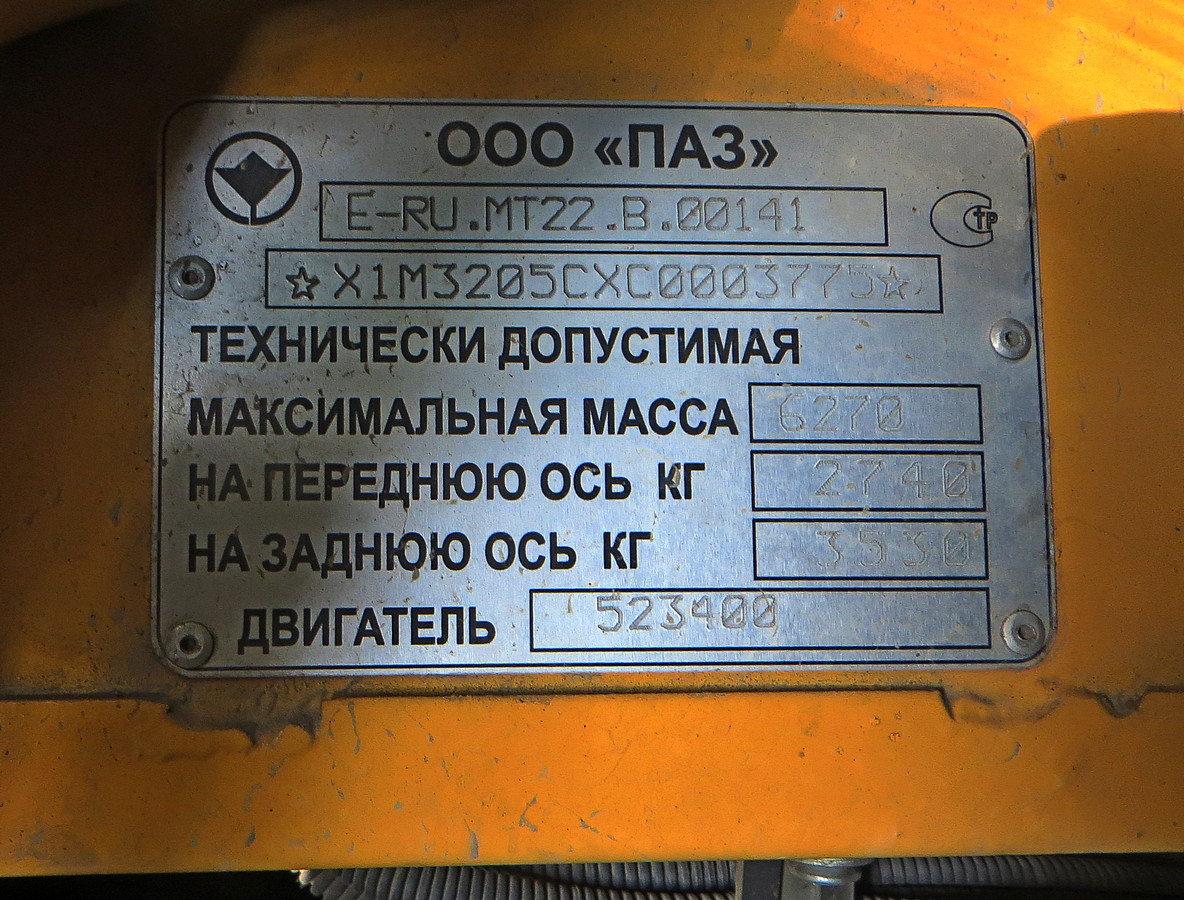 ООО «ПАЗ»
E-RU.MT22.B.00141
☆X1M3205CXC0003775☆
ТЕХНИЧЕСКИ ДОПУСТИМАЯ
МАКСИМАЛЬНАЯ МАССА 6270
НА ПЕРЕДНЮЮ ОСЬ КГ 2740
НА ЗАДНЮЮ ОСЬ КГ 3530
ДВИГАТЕЛЬ 523400